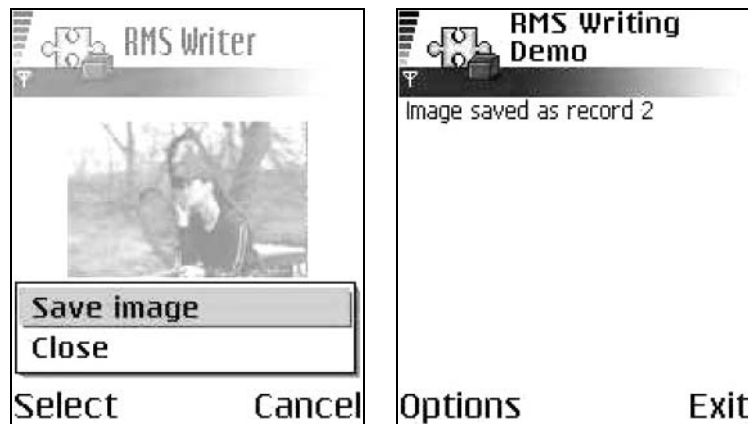 RMS Writer
Save image
Close
Select Cancel
RMS Writing
Demo
Image saved as record 2
Options Exit